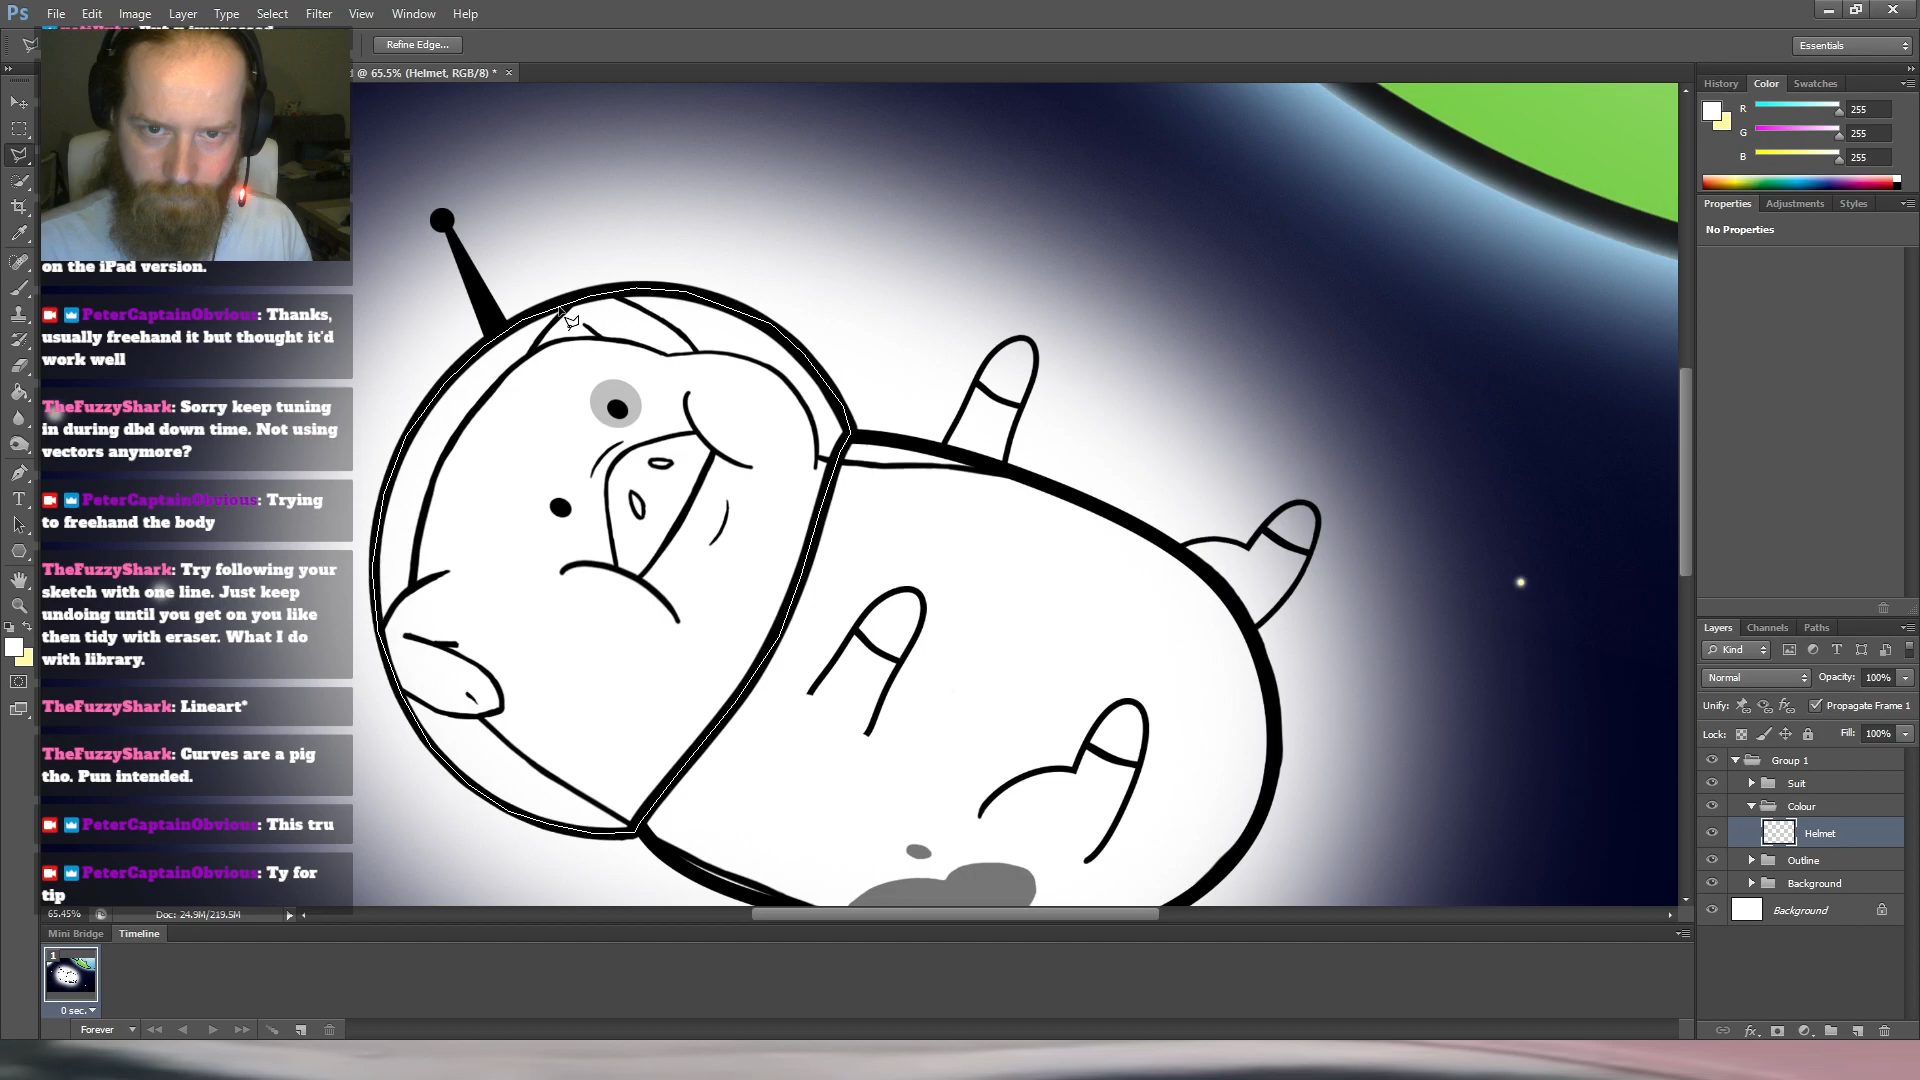 Ps File Edit Image Layer Type Select Filter View Window Help
Refine Edge...
Essentials
d @ 65.5% (Helmet, RGB/8) *
History Color Swatches
R 255
G 255
B 255
Properties Adjustments Styles
No Properties
on the iPad version.
PeterCaptainObvious: Thanks,
usually freehand it but thought it'd
work well
TheFuzzyShark: Sorry keep tuning
in during dbd down time. Not using
vectors anymore?
PeterCaptainObvious: Trying
to freehand the body
TheFuzzyShark: Try following your
sketch with one line. Just keep
undoing until you get on you like
then tidy with eraser. What I do
with library.
TheFuzzyShark: Lineart*
TheFuzzyShark: Curves are a pig
tho. Pun intended.
PeterCaptainObvious: This tru
PeterCaptainObvious: Ty for
tip
Layers Channels Paths
Kind
Normal Opacity: 100%
Unify: Propagate Frame 1
Lock: Fill: 100%
Group 1
Suit
Colour
Helmet
Outline
Background
Background
65.45% Doc: 24.9M/219.5M
Mini Bridge Timeline
1
0 sec.
Forever